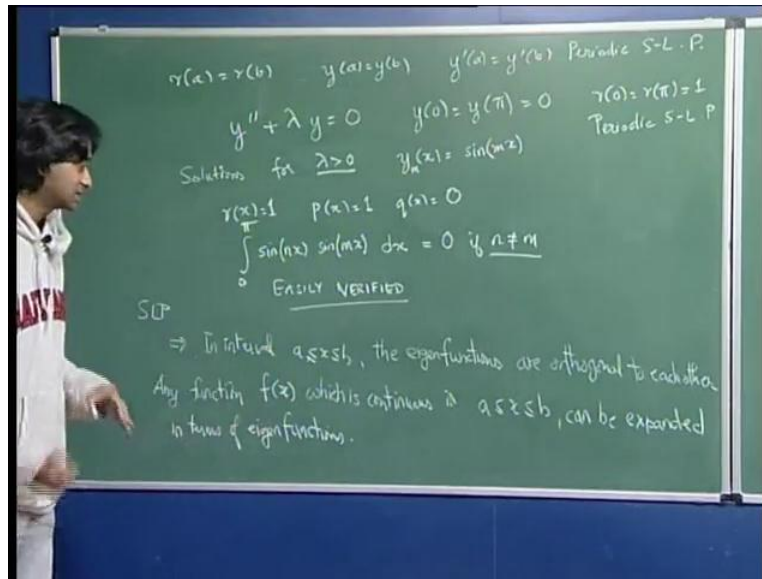 r(a) = r(b) y(a) = y(b) y'(a) = y'(b) Periodic S-L. P.
y'' + λ y = 0 y(0) = y(π) = 0 r(0) = r(π) = 1
Periodic S-L P
Solutions for λ>0 yₘ(x) = sin(mx)
r(x) = 1 p(x) = 1 q(x) = 0
∫₀^π sin(nx) sin(mx) dx = 0 if n ≠ m
EASILY VERIFIED
SLP
⇒ In interval a ≤ x ≤ b, the eigenfunctions are orthogonal to each other
Any function f(x) which is continuous in a ≤ x ≤ b, can be expanded
in terms of eigenfunctions.